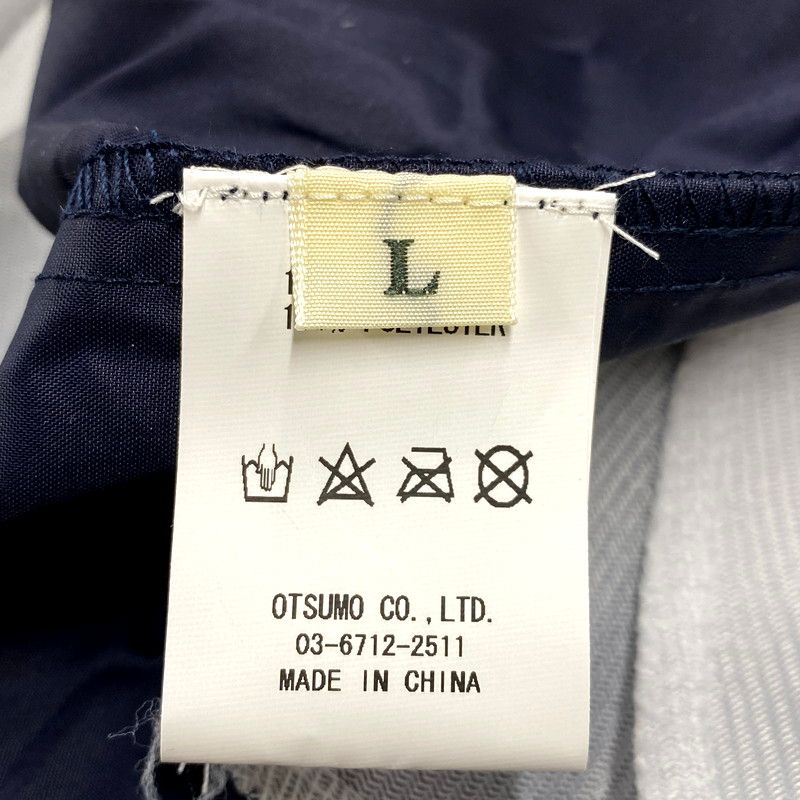 L
OTSUMO CO.,LTD.
03-6712-2511
MADE IN CHINA